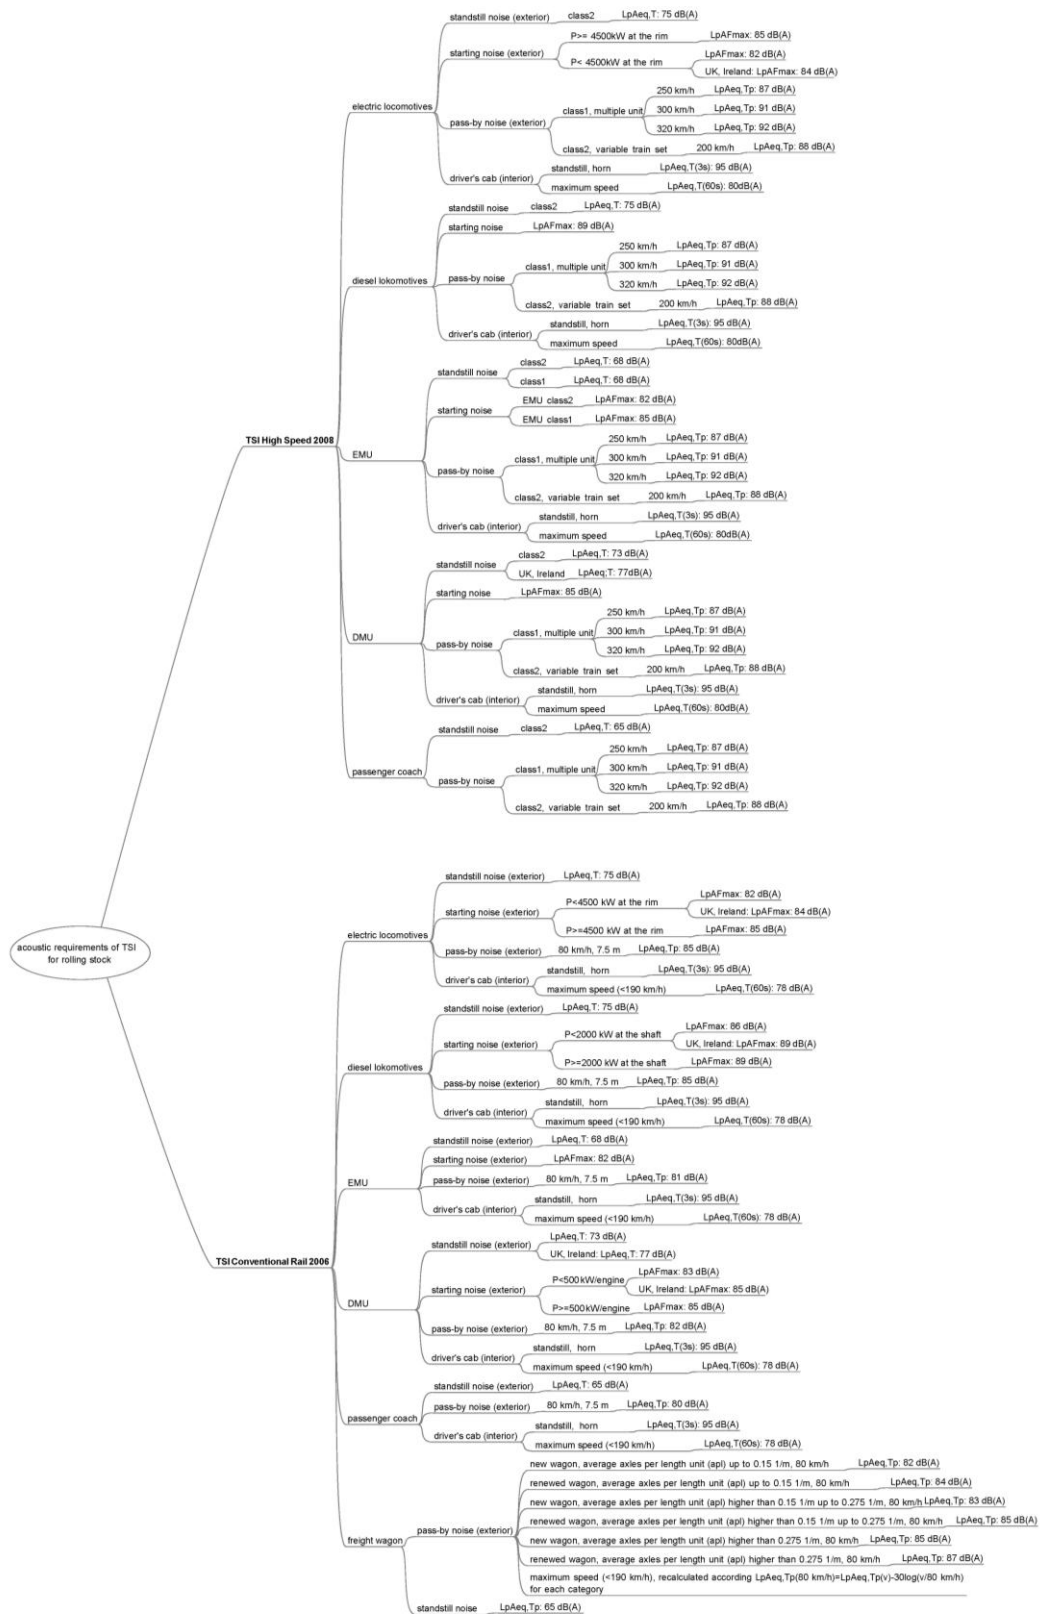 standstill noise (exterior) class2 LpAeq,T: 75 dB(A)
P>= 4500kW at the rim LpAFmax: 85 dB(A)
starting noise (exterior) LpAFmax: 82 dB(A)
P< 4500kW at the rim
UK, Ireland: LpAFmax: 84 dB(A)
250 km/h LpAeq,Tp: 87 dB(A)
electric locomotives class1, multiple unit 300 km/h LpAeq,Tp: 91 dB(A)
pass-by noise (exterior) 320 km/h LpAeq,Tp: 92 dB(A)
class2, variable train set 200 km/h LpAeq,Tp: 88 dB(A)
standstill, horn LpAeq,T(3s): 95 dB(A)
driver's cab (interior)
maximum speed LpAeq,T(60s): 80dB(A)
standstill noise class2 LpAeq,T: 75 dB(A)
starting noise LpAFmax: 89 dB(A)
250 km/h LpAeq,Tp: 87 dB(A)
class1, multiple unit 300 km/h LpAeq,Tp: 91 dB(A)
diesel lokomotives pass-by noise 320 km/h LpAeq,Tp: 92 dB(A)
class2, variable train set 200 km/h LpAeq,Tp: 88 dB(A)
standstill, horn LpAeq,T(3s): 95 dB(A)
driver's cab (interior)
maximum speed LpAeq,T(60s): 80dB(A)
class2 LpAeq,T: 68 dB(A)
standstill noise
class1 LpAeq,T: 68 dB(A)
EMU class2 LpAFmax: 82 dB(A)
starting noise
EMU class1 LpAFmax: 85 dB(A)
TSI High Speed 2008 250 km/h LpAeq,Tp: 87 dB(A)
EMU class1, multiple unit 300 km/h LpAeq,Tp: 91 dB(A)
pass-by noise 320 km/h LpAeq,Tp: 92 dB(A)
class2, variable train set 200 km/h LpAeq,Tp: 88 dB(A)
standstill, horn LpAeq,T(3s): 95 dB(A)
driver's cab (interior)
maximum speed LpAeq,T(60s): 80dB(A)
class2 LpAeq,T: 73 dB(A)
standstill noise
UK, Ireland LpAeq;T: 77dB(A)
starting noise LpAFmax: 85 dB(A)
250 km/h LpAeq,Tp: 87 dB(A)
class1, multiple unit 300 km/h LpAeq,Tp: 91 dB(A)
DMU pass-by noise 320 km/h LpAeq,Tp: 92 dB(A)
class2, variable train set 200 km/h LpAeq,Tp: 88 dB(A)
standstill, horn LpAeq,T(3s): 95 dB(A)
driver's cab (interior)
maximum speed LpAeq,T(60s): 80dB(A)
standstill noise class2 LpAeq,T: 65 dB(A)
250 km/h LpAeq,Tp: 87 dB(A)
passenger coach class1, multiple unit 300 km/h LpAeq,Tp: 91 dB(A)
pass-by noise 320 km/h LpAeq,Tp: 92 dB(A)
class2, variable train set 200 km/h LpAeq,Tp: 88 dB(A)
acoustic requirements of TSI
for rolling stock
standstill noise (exterior) LpAeq,T: 75 dB(A)
LpAFmax: 82 dB(A)
P<4500 kW at the rim
starting noise (exterior) UK, Ireland: LpAFmax: 84 dB(A)
P>=4500 kW at the rim LpAFmax: 85 dB(A)
electric locomotives
pass-by noise (exterior) 80 km/h, 7.5 m LpAeq,Tp: 85 dB(A)
standstill, horn LpAeq,T(3s): 95 dB(A)
driver's cab (interior)
maximum speed (<190 km/h) LpAeq,T(60s): 78 dB(A)
standstill noise (exterior) LpAeq,T: 75 dB(A)
LpAFmax: 86 dB(A)
P<2000 kW at the shaft
starting noise (exterior) UK, Ireland: LpAFmax: 89 dB(A)
P>=2000 kW at the shaft LpAFmax: 89 dB(A)
diesel lokomotives
pass-by noise (exterior) 80 km/h, 7.5 m LpAeq,Tp: 85 dB(A)
standstill, horn LpAeq,T(3s): 95 dB(A)
driver's cab (interior)
maximum speed (<190 km/h) LpAeq,T(60s): 78 dB(A)
standstill noise (exterior) LpAeq,T: 68 dB(A)
starting noise (exterior) LpAFmax: 82 dB(A)
EMU pass-by noise (exterior) 80 km/h, 7.5 m LpAeq,Tp: 81 dB(A)
standstill, horn LpAeq,T(3s): 95 dB(A)
driver's cab (interior)
maximum speed (<190 km/h) LpAeq,T(60s): 78 dB(A)
LpAeq,T: 73 dB(A)
standstill noise (exterior)
UK, Ireland: LpAeq,T: 77 dB(A)
TSI Conventional Rail 2006
LpAFmax: 83 dB(A)
P<500kW/engine
starting noise (exterior) UK, Ireland: LpAFmax: 85 dB(A)
DMU P>=500kW/engine LpAFmax: 85 dB(A)
pass-by noise (exterior) 80 km/h, 7.5 m LpAeq,Tp: 82 dB(A)
standstill, horn LpAeq,T(3s): 95 dB(A)
driver's cab (interior)
maximum speed (<190 km/h) LpAeq,T(60s): 78 dB(A)
standstill noise (exterior) LpAeq,T: 65 dB(A)
pass-by noise (exterior) 80 km/h, 7.5 m LpAeq,Tp: 80 dB(A)
passenger coach
standstill, horn LpAeq,T(3s): 95 dB(A)
driver's cab (interior)
maximum speed (<190 km/h) LpAeq,T(60s): 78 dB(A)
new wagon, average axles per length unit (apl) up to 0.15 1/m, 80 km/h LpAeq,Tp: 82 dB(A)
renewed wagon, average axles per length unit (apl) up to 0.15 1/m, 80 km/h LpAeq,Tp: 84 dB(A)
new wagon, average axles per length unit (apl) higher than 0.15 1/m up to 0.275 1/m, 80 km/h LpAeq,Tp: 83 dB(A)
renewed wagon, average axles per length unit (apl) higher than 0.15 1/m up to 0.275 1/m, 80 km/h LpAeq,Tp: 85 dB(A)
pass-by noise (exterior)
freight wagon new wagon, average axles per length unit (apl) higher than 0.275 1/m, 80 km/h LpAeq,Tp: 85 dB(A)
renewed wagon, average axles per length unit (apl) higher than 0.275 1/m, 80 km/h LpAeq,Tp: 87 dB(A)
maximum speed (<190 km/h), recalculated according LpAeq,Tp(80 km/h)=LpAeq,Tp(v)-30log(v/80 km/h)
for each category
standstill noise LpAeq,Tp: 65 dB(A)